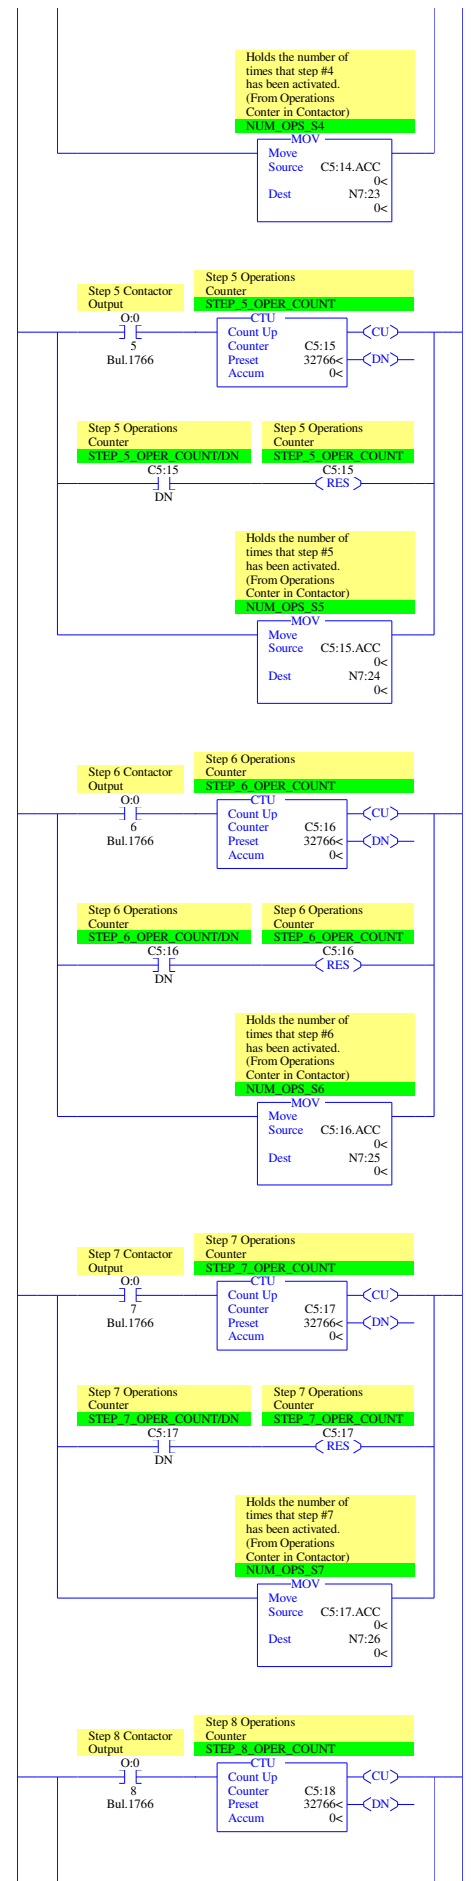 Holds the number of
times that step #4
has been activated.
(From Operations
Conter in Contactor)
NUM_OPS_S4
MOV
Move
Source C5:14.ACC
0<
Dest N7:23
0<
Step 5 Contactor
Output
O:0
5
Bul.1766
Step 5 Operations
Counter
STEP_5_OPER_COUNT
CTU
Count Up
Counter C5:15
Preset 32766<
Accum 0<
CU
DN
Step 5 Operations
Counter
STEP_5_OPER_COUNT/DN
C5:15
DN
Step 5 Operations
Counter
STEP_5_OPER_COUNT
C5:15
RES
Holds the number of
times that step #5
has been activated.
(From Operations
Conter in Contactor)
NUM_OPS_S5
MOV
Move
Source C5:15.ACC
0<
Dest N7:24
0<
Step 6 Contactor
Output
O:0
6
Bul.1766
Step 6 Operations
Counter
STEP_6_OPER_COUNT
CTU
Count Up
Counter C5:16
Preset 32766<
Accum 0<
CU
DN
Step 6 Operations
Counter
STEP_6_OPER_COUNT/DN
C5:16
DN
Step 6 Operations
Counter
STEP_6_OPER_COUNT
C5:16
RES
Holds the number of
times that step #6
has been activated.
(From Operations
Conter in Contactor)
NUM_OPS_S6
MOV
Move
Source C5:16.ACC
0<
Dest N7:25
0<
Step 7 Contactor
Output
O:0
7
Bul.1766
Step 7 Operations
Counter
STEP_7_OPER_COUNT
CTU
Count Up
Counter C5:17
Preset 32766<
Accum 0<
CU
DN
Step 7 Operations
Counter
STEP_7_OPER_COUNT/DN
C5:17
DN
Step 7 Operations
Counter
STEP_7_OPER_COUNT
C5:17
RES
Holds the number of
times that step #7
has been activated.
(From Operations
Conter in Contactor)
NUM_OPS_S7
MOV
Move
Source C5:17.ACC
0<
Dest N7:26
0<
Step 8 Contactor
Output
O:0
8
Bul.1766
Step 8 Operations
Counter
STEP_8_OPER_COUNT
CTU
Count Up
Counter C5:18
Preset 32766<
Accum 0<
CU
DN